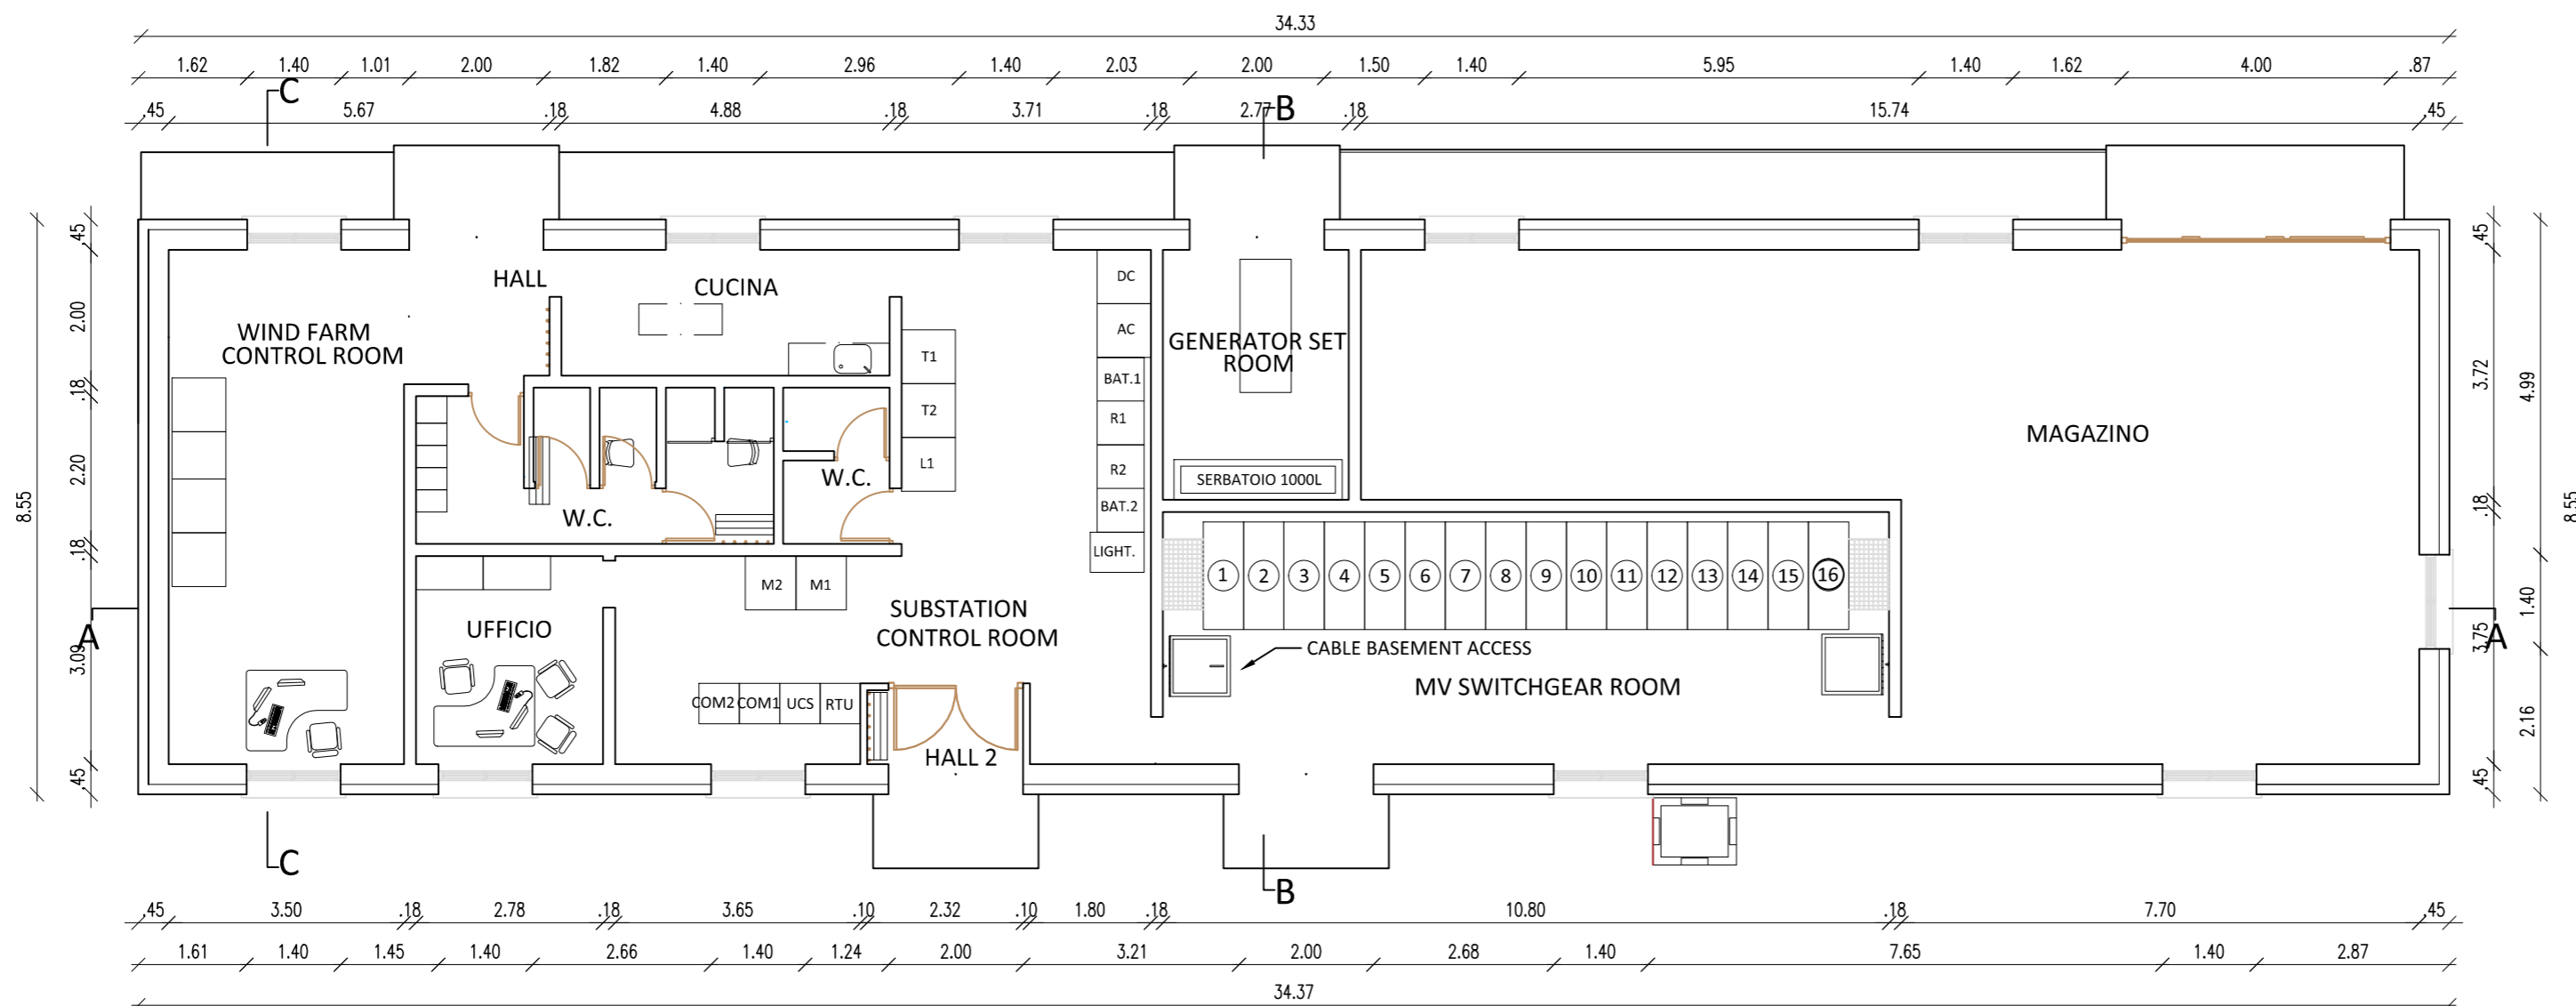 34.33
1.62 1.40 1.01 2.00 1.82 1.40 2.96 1.40 2.03 2.00 1.50 1.40 5.95 1.40 1.62 4.00 .87
C
B
.45 5.67 .18 4.88 .18 3.71 .18 2.77 .18 15.74 .45
8.55
.45
2.00
.18
2.20
.18
3.09
.45
A
HALL
CUCINA
WIND FARM
CONTROL ROOM
W.C.
W.C.
UFFICIO
T1
T2
L1
M2 M1
COM2 COM1 UCS RTU
SUBSTATION
CONTROL ROOM
HALL 2
DC
AC
BAT.1
R1
R2
BAT.2
LIGHT.
GENERATOR SET
ROOM
SERBATOIO 1000L
MAGAZINO
1 2 3 4 5 6 7 8 9 10 11 12 13 14 15 16
CABLE BASEMENT ACCESS
MV SWITCHGEAR ROOM
.45
3.72
.18
3.75
.45
4.99
1.40
2.16
8.55
A
C
B
.45 3.50 .18 2.78 .18 3.65 .10 2.32 .10 1.80 .18 10.80 .18 7.70 .45
1.61 1.40 1.45 1.40 2.66 1.40 1.24 2.00 3.21 2.00 2.68 1.40 7.65 1.40 2.87
34.37